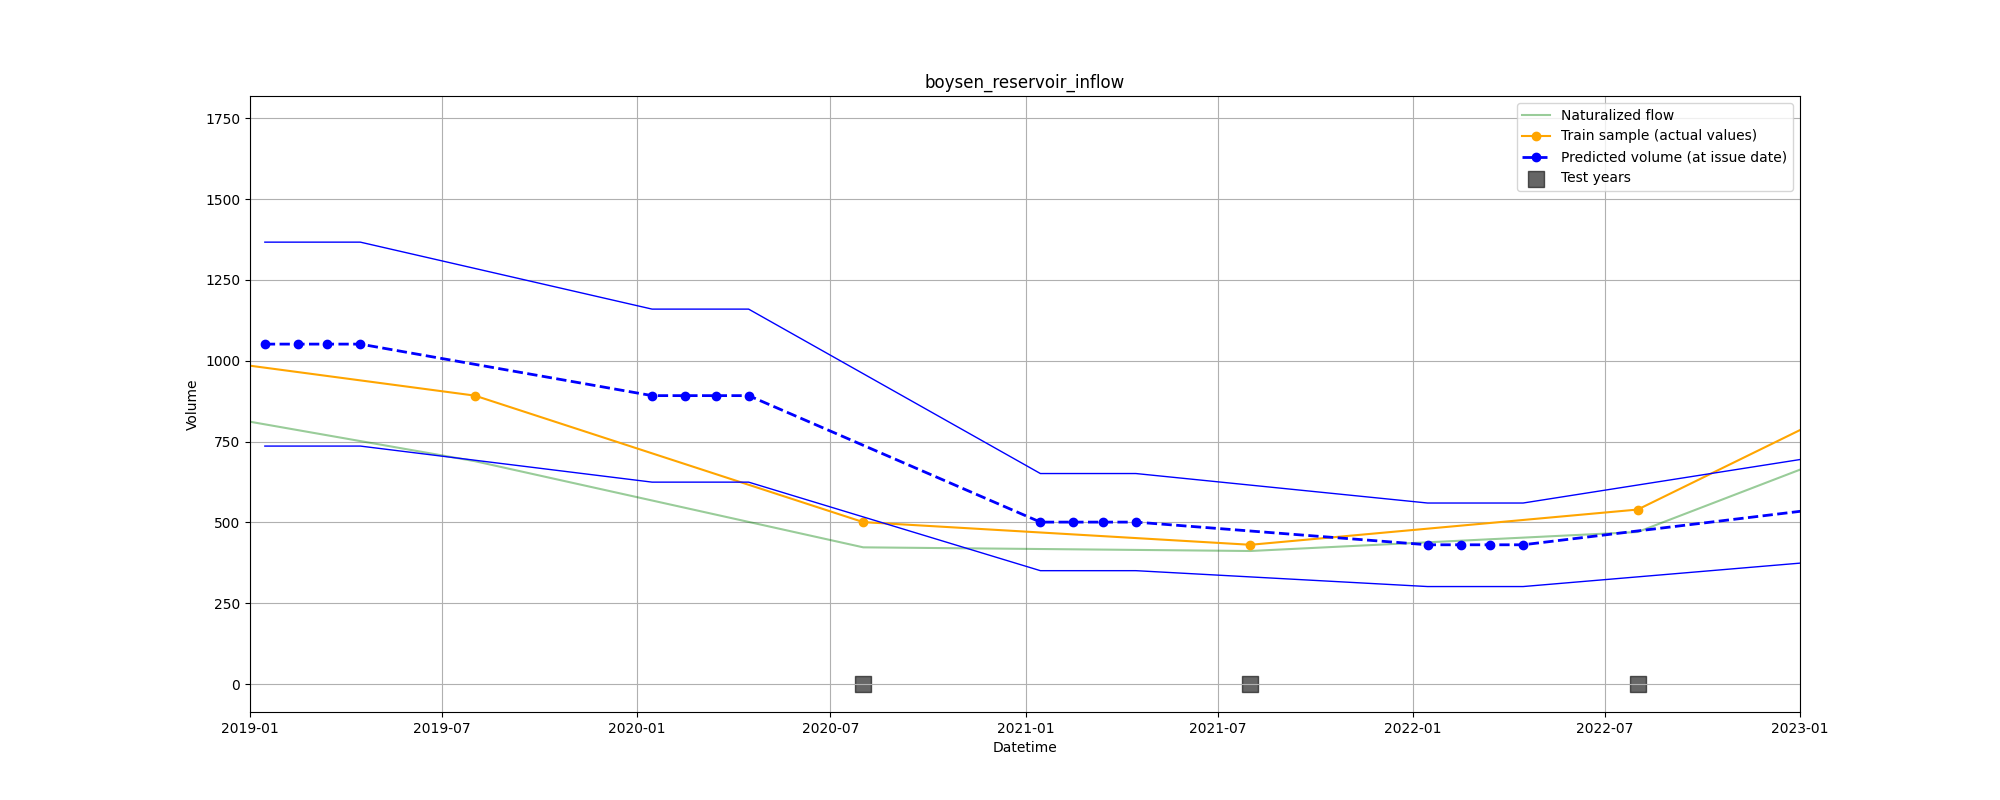 boysen_reservoir_inflow
Naturalized flow
Train sample (actual values)
Predicted volume (at issue date)
Test years
Volume
1750
1500
1250
1000
750
500
250
0
2019-01
2019-07
2020-01
2020-07
2021-01
2021-07
2022-01
2022-07
2023-01
Datetime